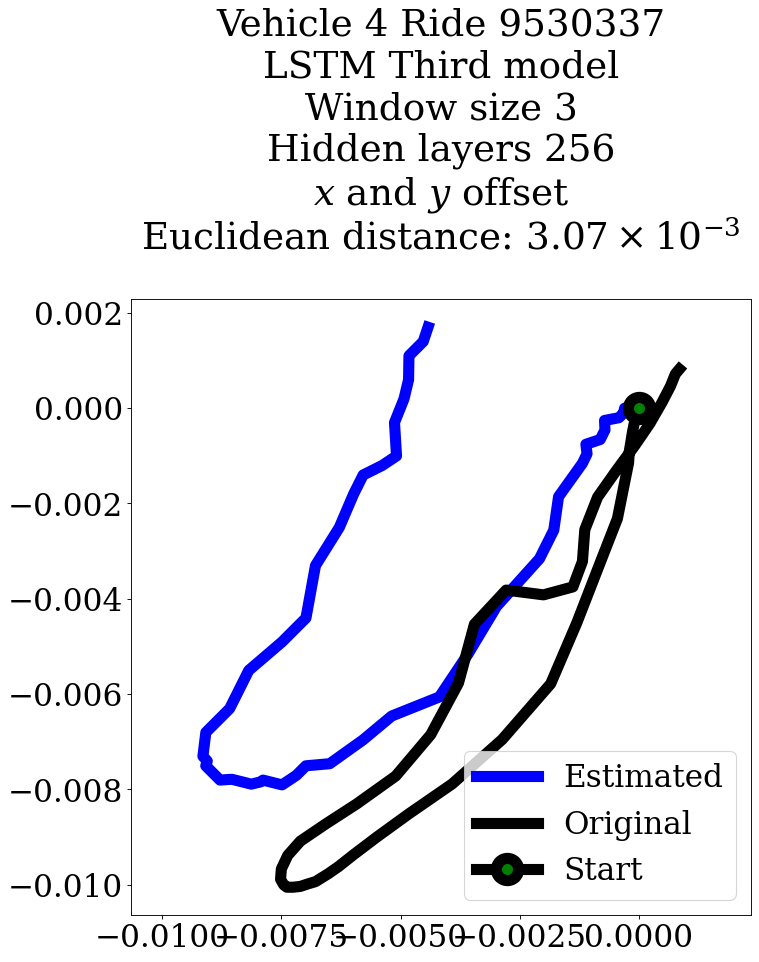 Vehicle 4 Ride 9530337
LSTM Third model
Window size 3
Hidden layers 256
x and y offset
Euclidean distance: 3.07 × 10⁻³
0.002
0.000
−0.002
−0.004
−0.006
−0.008
−0.010
Estimated
Original
Start
−0.0100 −0.0075 −0.0050 −0.0025 0.0000